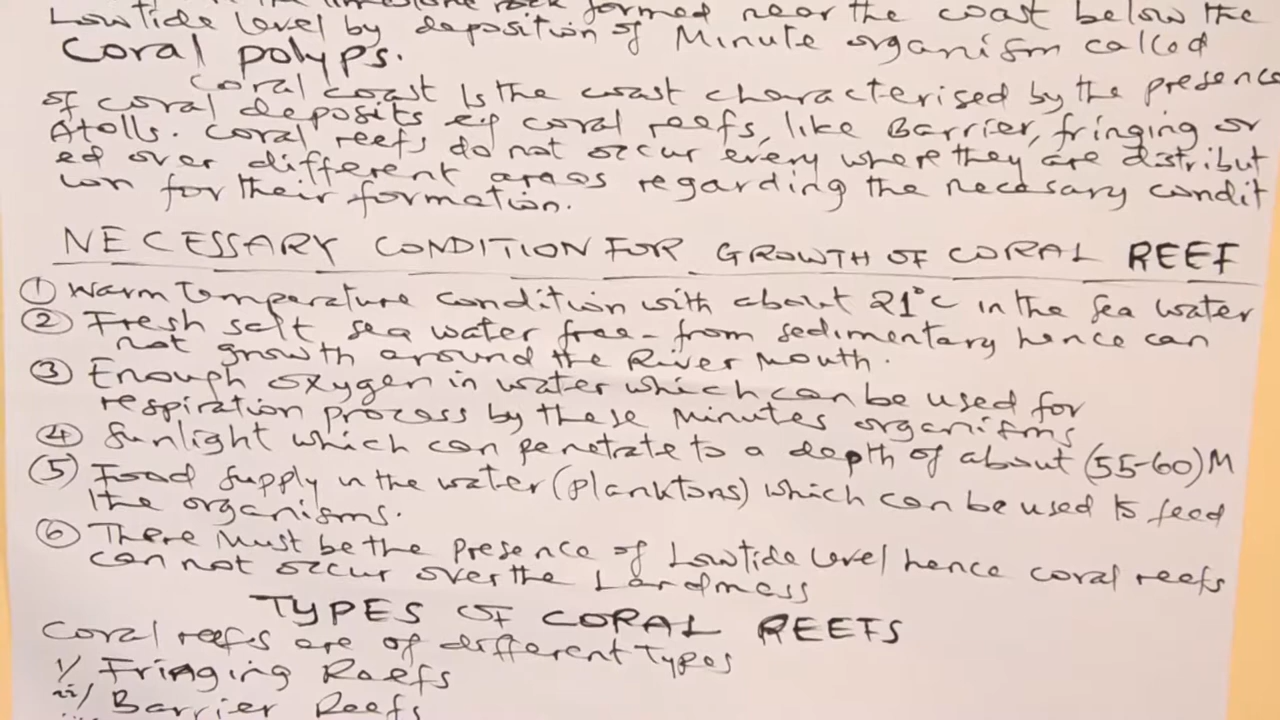 rock formed near the coast below the
Lowtide level by deposition of Minute organism called
Coral polyps.
Coral coast Is the coast characterised by the presence
of coral deposits eg coral reefs, like Barrier, fringing or
Atolls. Coral reefs do not occur every where they are distribut
ed over different areas regarding the necessary condit
ion for their formation.
NECESSARY CONDITION FOR GROWTH OF CORAL REEF
① Warm temperature condition with about 21°c in the sea water
② Fresh salt sea water free-from sedimentary hence can
not growth around the River mouth.
③ Enough oxygen in water which can be used for
respiration process by these minutes organisms
④ Sunlight which can penetrate to a depth of about (55-60)M
⑤ Food supply in the water (planktons) which can be used to feed
the organisms.
⑥ There Must be the presence of Lowtide level hence coral reefs
can not occur over the Landmass
TYPES OF CORAL REEFS
Coral reefs are of different Types
i/ Fringing Reefs
ii/ Barrier Reefs